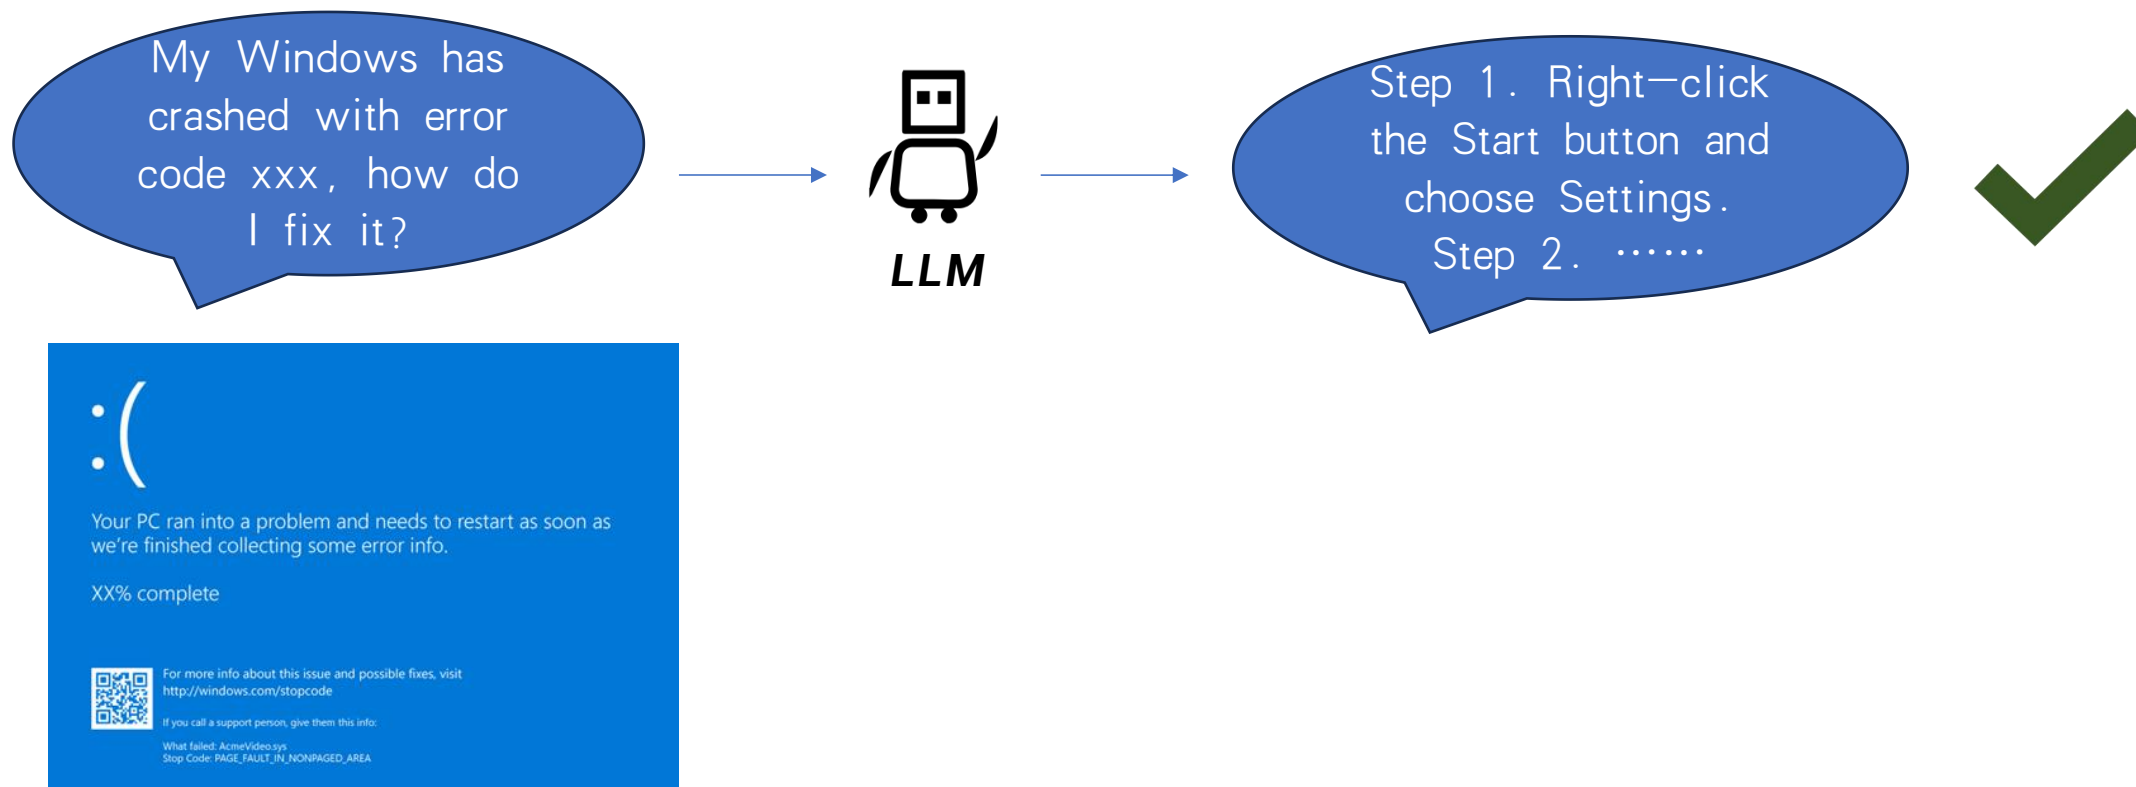 My Windows has
crashed with error
code xxx, how do
I fix it?
LLM
Step 1. Right-click
the Start button and
choose Settings.
Step 2. ······
:(
Your PC ran into a problem and needs to restart as soon as
we're finished collecting some error info.
XX% complete
For more info about this issue and possible fixes, visit
http://windows.com/stopcode
If you call a support person, give them this info:
What failed: AcmeVideo.sys
Stop Code: PAGE_FAULT_IN_NONPAGED_AREA